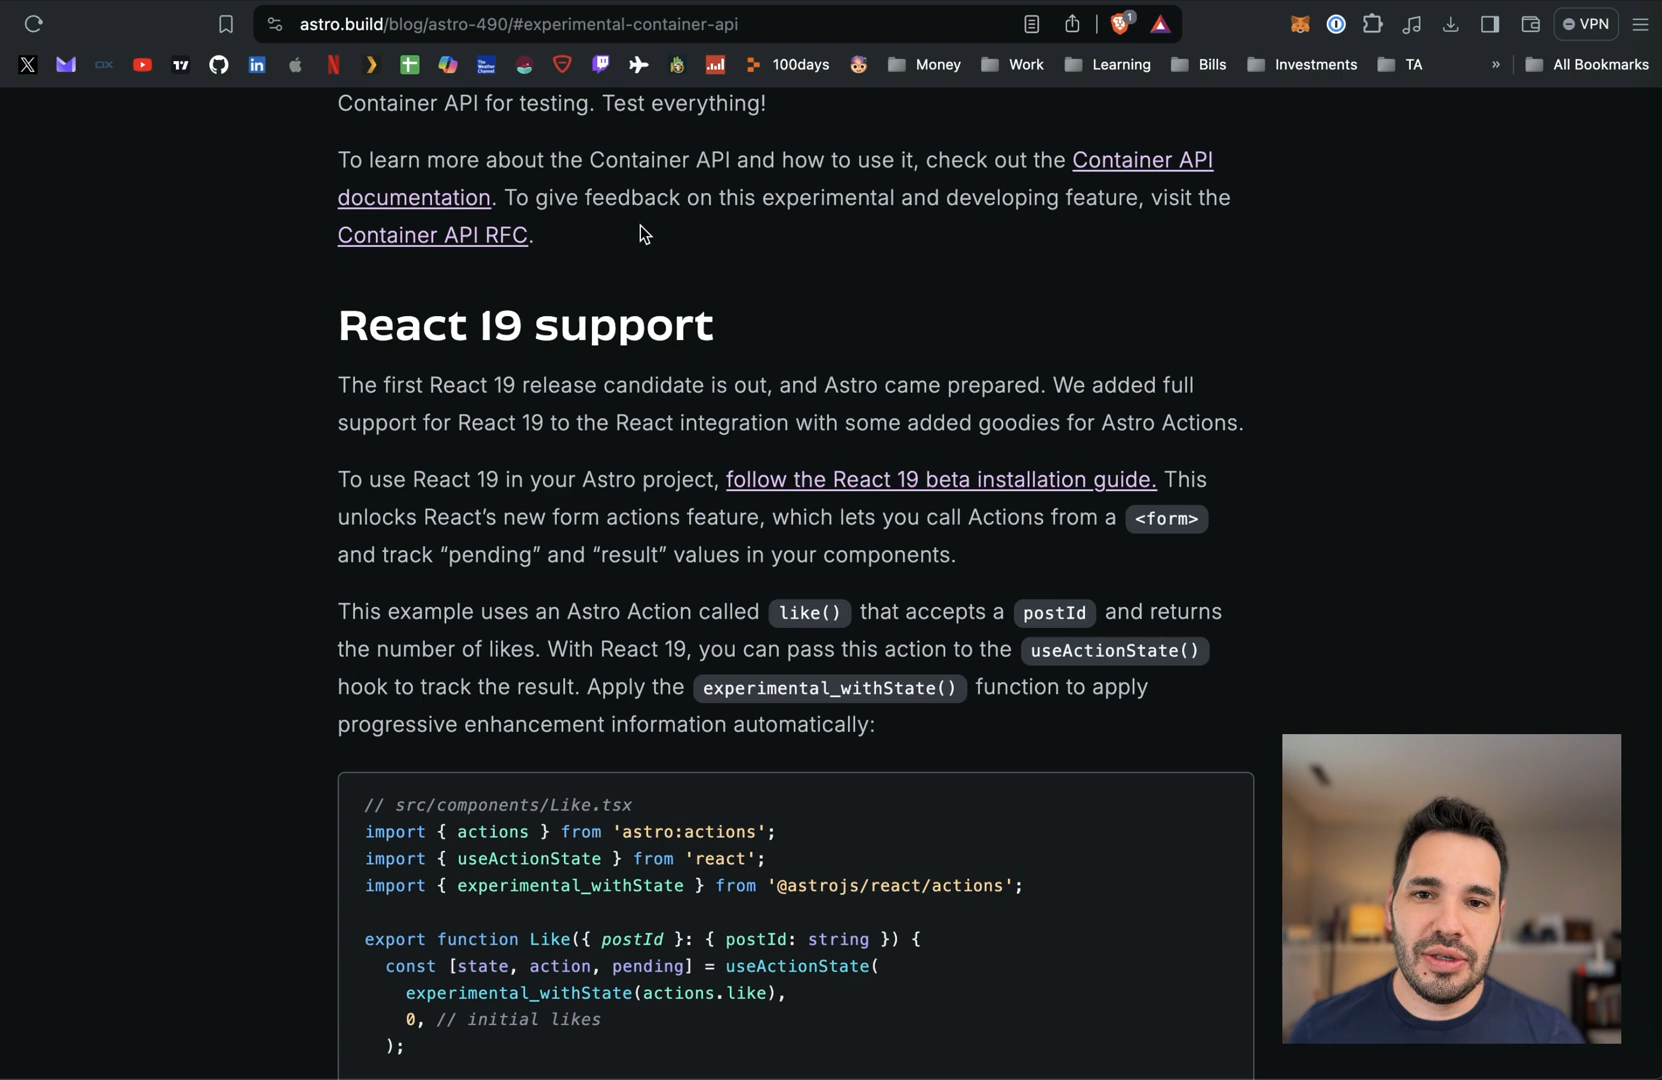 astro.build/blog/astro-490/#experimental-container-api
1
VPN
100days
Money
Work
Learning
Bills
Investments
TA
»
All Bookmarks
Container API for testing. Test everything!
To learn more about the Container API and how to use it, check out the Container API
documentation. To give feedback on this experimental and developing feature, visit the
Container API RFC.
React 19 support
The first React 19 release candidate is out, and Astro came prepared. We added full
support for React 19 to the React integration with some added goodies for Astro Actions.
To use React 19 in your Astro project, follow the React 19 beta installation guide. This
unlocks React’s new form actions feature, which lets you call Actions from a <form>
and track “pending” and “result” values in your components.
This example uses an Astro Action called like() that accepts a postId and returns
the number of likes. With React 19, you can pass this action to the useActionState()
hook to track the result. Apply the experimental_withState() function to apply
progressive enhancement information automatically:
// src/components/Like.tsx
import { actions } from 'astro:actions';
import { useActionState } from 'react';
import { experimental_withState } from '@astrojs/react/actions';
export function Like({ postId }: { postId: string }) {
const [state, action, pending] = useActionState(
experimental_withState(actions.like),
0, // initial likes
);